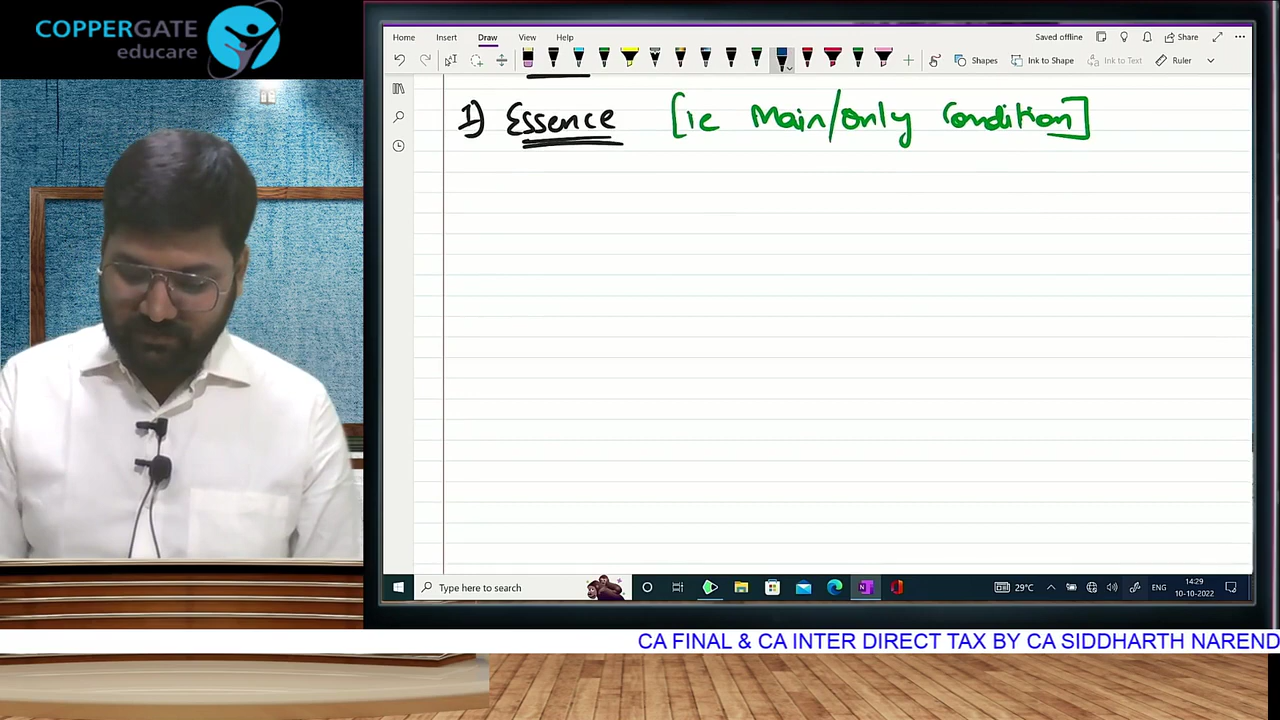 COPPERGATE
educare
Home Insert Draw View Help
Saved offline
Share
Shapes
Ink to Shape
Ink to Text
Ruler
1) Essence [ie Main/only Condition]
Type here to search
29°C
ENG
14:29
10-10-2022
CA FINAL & CA INTER DIRECT TAX BY CA SIDDHARTH NAREND